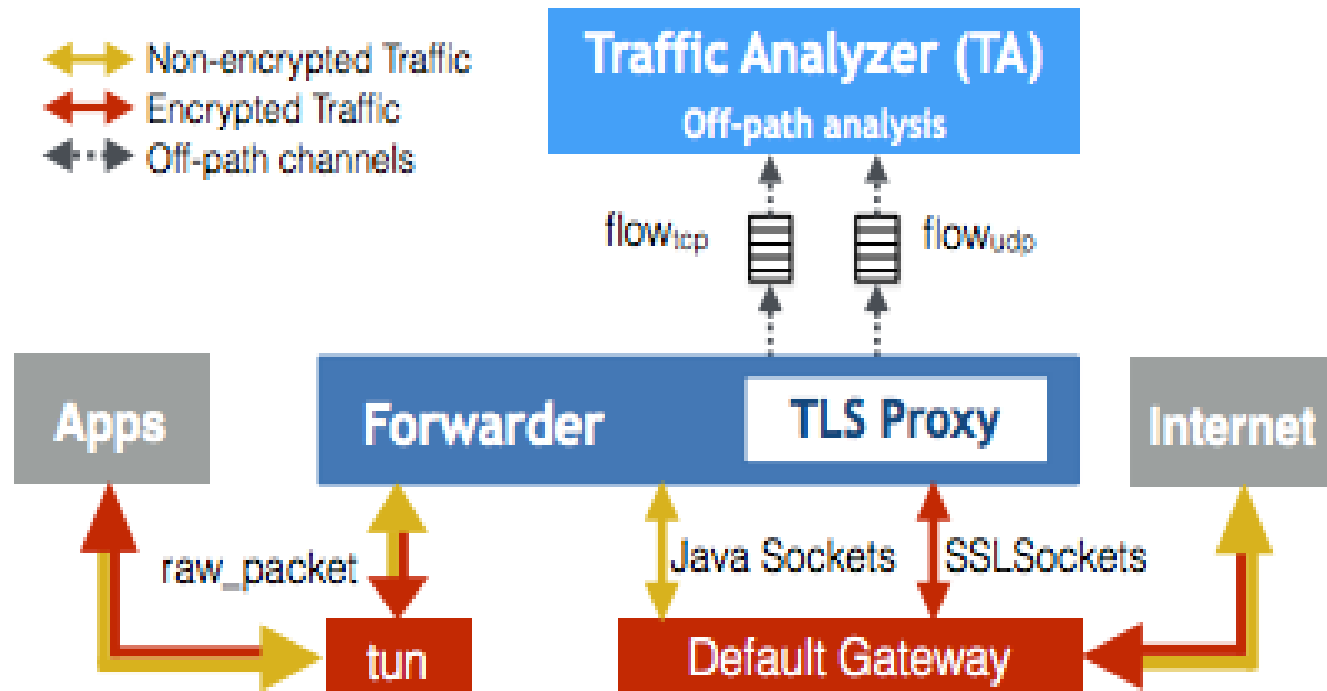 Traffic Analyzer (TA)
Off-path analysis
Non-encrypted Traffic
Encrypted Traffic
Off-path channels
flowtcp
flowudp
Apps
Forwarder
TLS Proxy
Internet
raw_packet
Java Sockets
SSLSockets
tun
Default Gateway